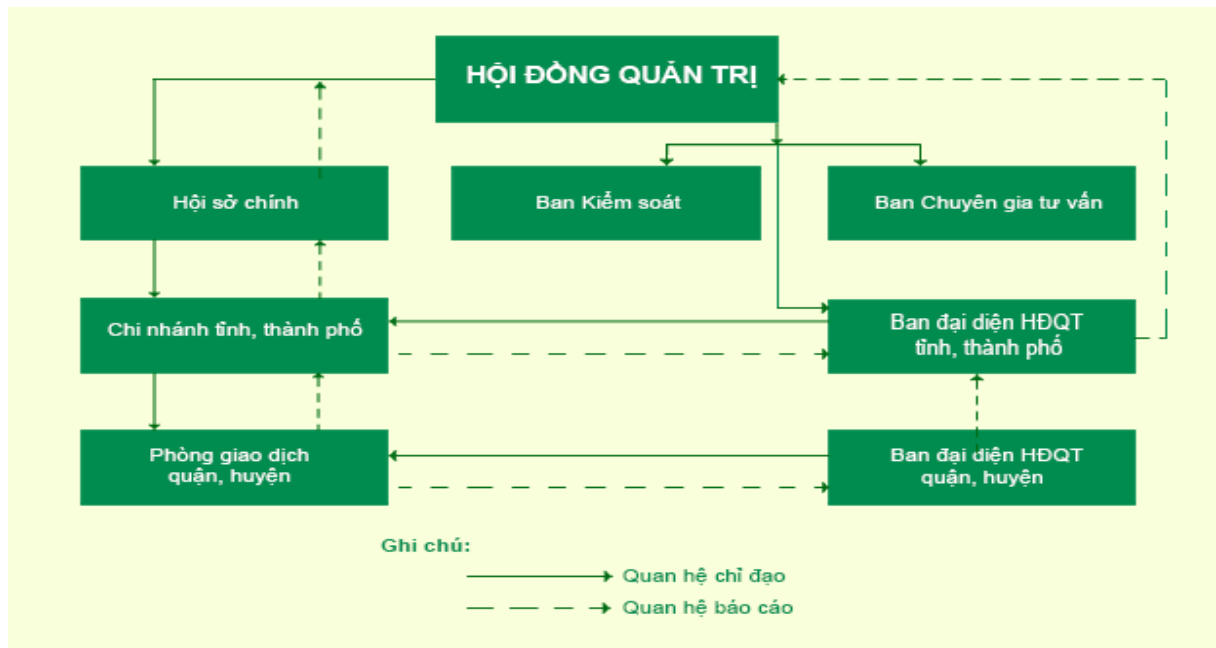 HỘI ĐỒNG QUẢN TRỊ
Hội sở chính
Ban Kiểm soát
Ban Chuyên gia tư vấn
Chi nhánh tỉnh, thành phố
Ban đại diện HĐQT
tỉnh, thành phố
Phòng giao dịch
quận, huyện
Ban đại diện HĐQT
quận, huyện
Ghi chú:
Quan hệ chỉ đạo
Quan hệ báo cáo